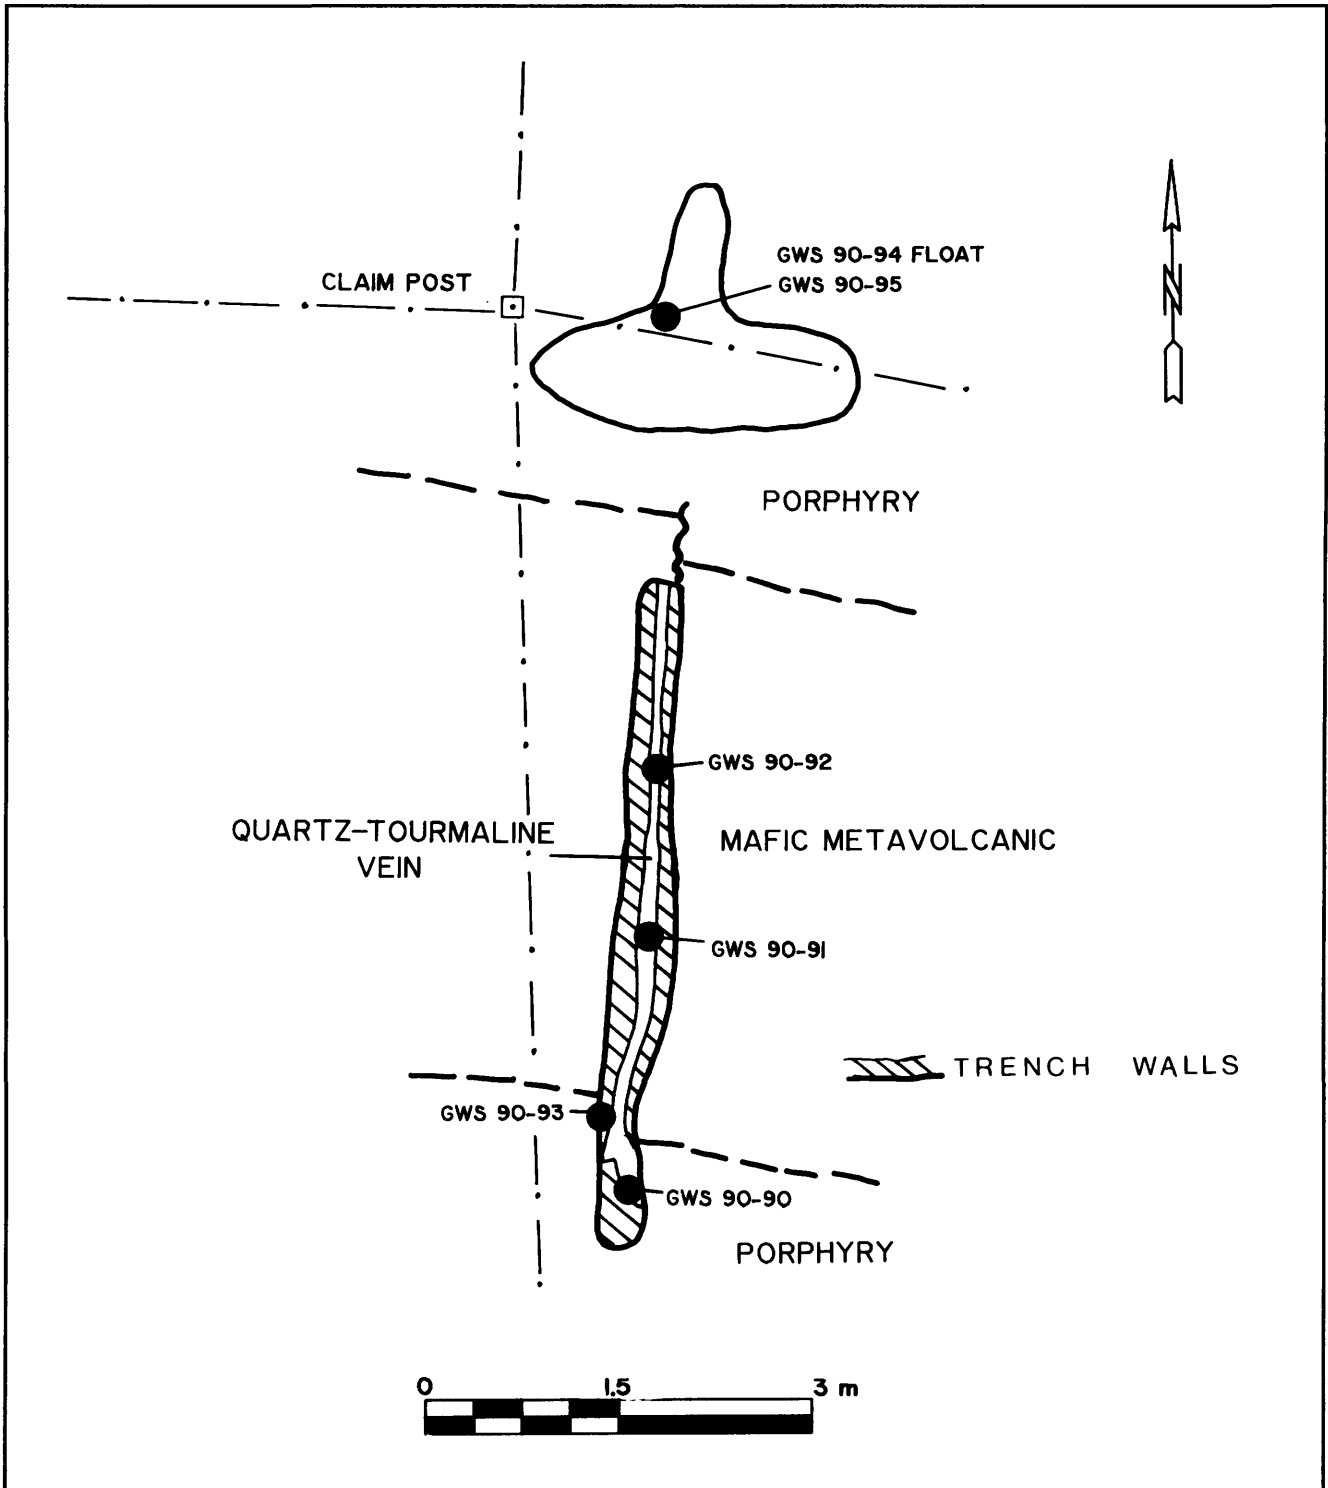 GWS 90-94 FLOAT
GWS 90-95
CLAIM POST
N
PORPHYRY
GWS 90-92
QUARTZ-TOURMALINE
VEIN
MAFIC METAVOLCANIC
GWS 90-91
TRENCH WALLS
GWS 90-93
GWS 90-90
PORPHYRY
0 1.5 3 m